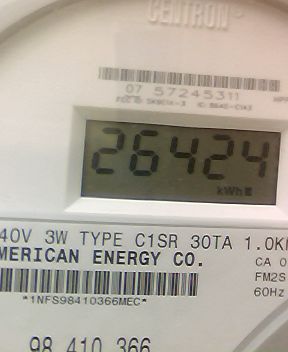 CENTRON
07 57245311
26424
kWh
40V 3W TYPE C1SR 30TA 1.0K
MERICAN ENERGY CO.
CA 0
FM2S
60Hz
*1NFS98410366MEC*
98 410 366